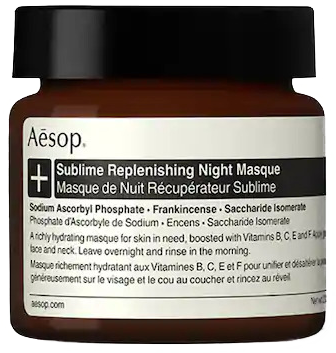 Aēsop.
+
Sublime Replenishing Night Masque
Masque de Nuit Récupérateur Sublime
Sodium Ascorbyl Phosphate • Frankincense • Saccharide Isomerate
Phosphate d'Ascorbyle de Sodium • Encens • Saccharide Isomerate
A richly hydrating masque for skin in need, boosted with Vitamins B, C, E and F
face and neck. Leave overnight and rinse in the morning.
Masque richement hydratant aux Vitamines B, C, E et F pour unifier et désaltérer
généreusement sur le visage et le cou au coucher et rincez au réveil.
aesop.com